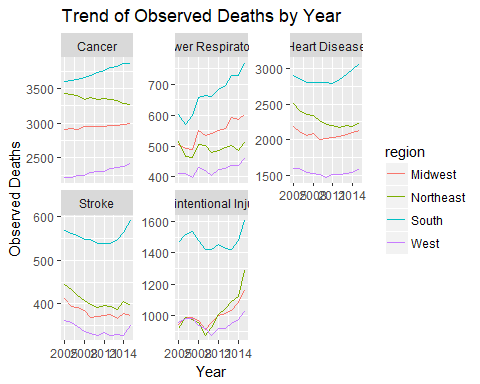 Trend of Observed Deaths by Year
Cancer
wer Respirato
Heart Disease
3500
3000
2500
700
600
500
400
3000
2500
2000
1500
Stroke
intentional Inju
600
500
400
1600
1400
1200
1000
2005
2008
2011
2014
2005
2008
2011
2014
2005
2008
2011
2014
Observed Deaths
Year
region
Midwest
Northeast
South
West